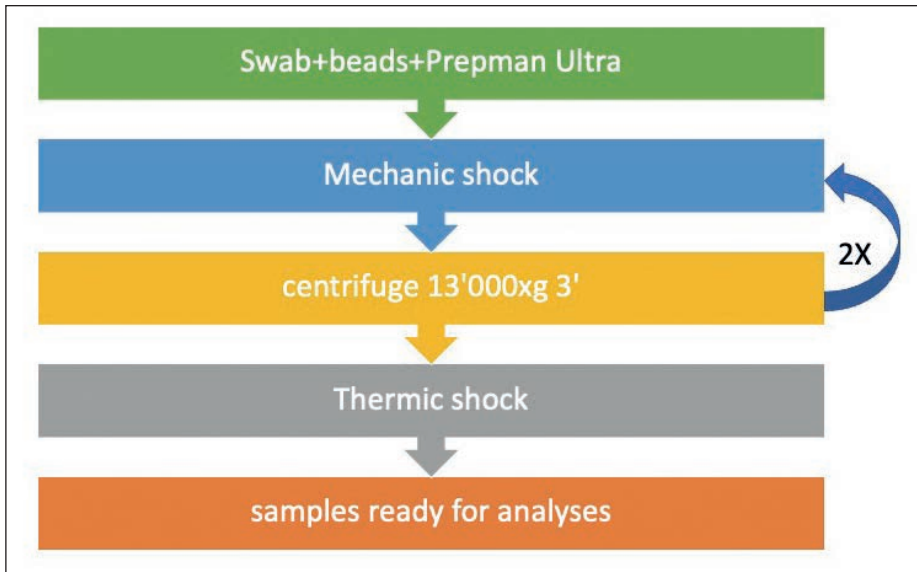 Swab+beads+Prepman Ultra
Mechanic shock
2X
centrifuge 13'000xg 3'
Thermic shock
samples ready for analyses